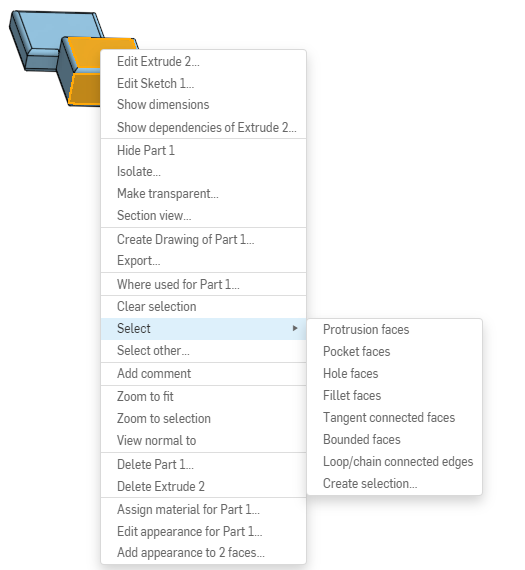 Edit Extrude 2...
Edit Sketch 1...
Show dimensions
Show dependencies of Extrude 2...
Hide Part 1
Isolate...
Make transparent...
Section view...
Create Drawing of Part 1...
Export...
Where used for Part 1...
Clear selection
Select
Select other...
Add comment
Zoom to fit
Zoom to selection
View normal to
Delete Part 1...
Delete Extrude 2
Assign material for Part 1...
Edit appearance for Part 1...
Add appearance to 2 faces...
Protrusion faces
Pocket faces
Hole faces
Fillet faces
Tangent connected faces
Bounded faces
Loop/chain connected edges
Create selection...